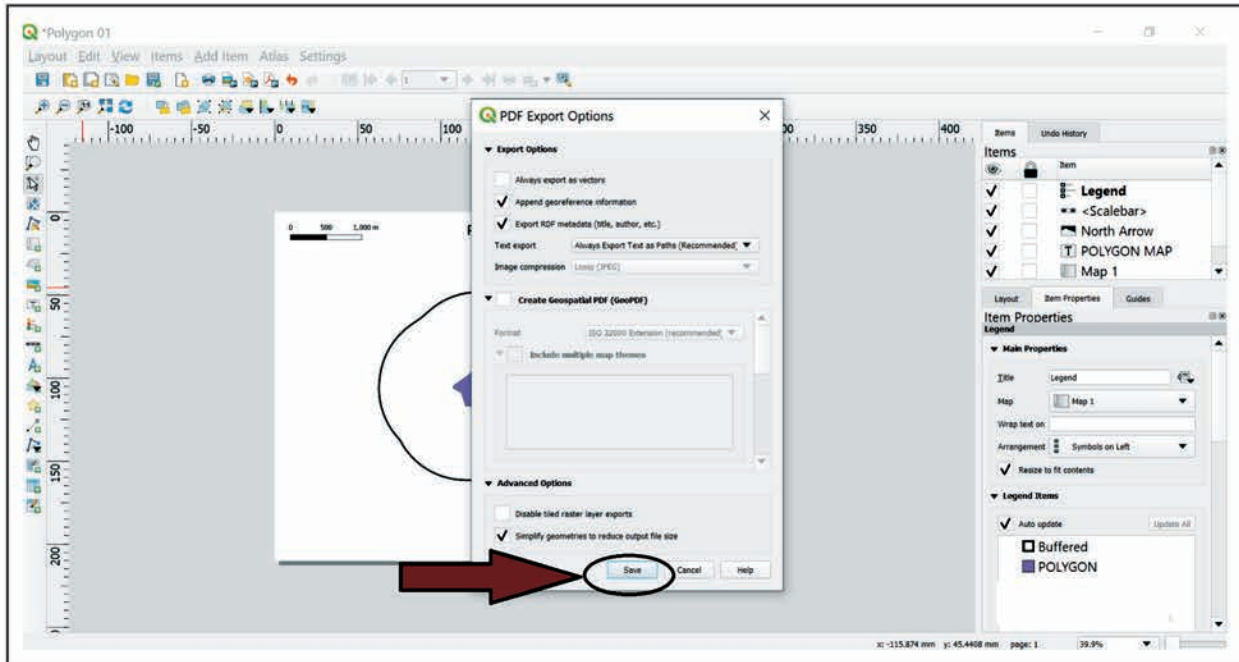 *Polygon 01
Layout Edit View Items Add Item Atlas Settings
1
-100 -50 0 50 100 350 400
0
50
100
150
200
0 500 1,000 m
PDF Export Options
Export Options
Always export as vectors
Append georeference information
Export RDF metadata (title, author, etc.)
Text export Always Export Text as Paths (Recommended)
Image compression Lossy (JPEG)
Create Geospatial PDF (GeoPDF)
Format ISO 32000 Extension (recommended)
Include multiple map themes
Advanced Options
Disable tiled raster layer exports
Simplify geometries to reduce output file size
Save Cancel Help
Items Undo History
Items
Item
Legend
<Scalebar>
North Arrow
POLYGON MAP
Map 1
Layout Item Properties Guides
Item Properties
Legend
Main Properties
Title Legend
Map Map 1
Wrap text on
Arrangement Symbols on Left
Resize to fit contents
Legend Items
Auto update Update All
Buffered
POLYGON
x: -115.874 mm y: 45.4408 mm page: 1 39.9%